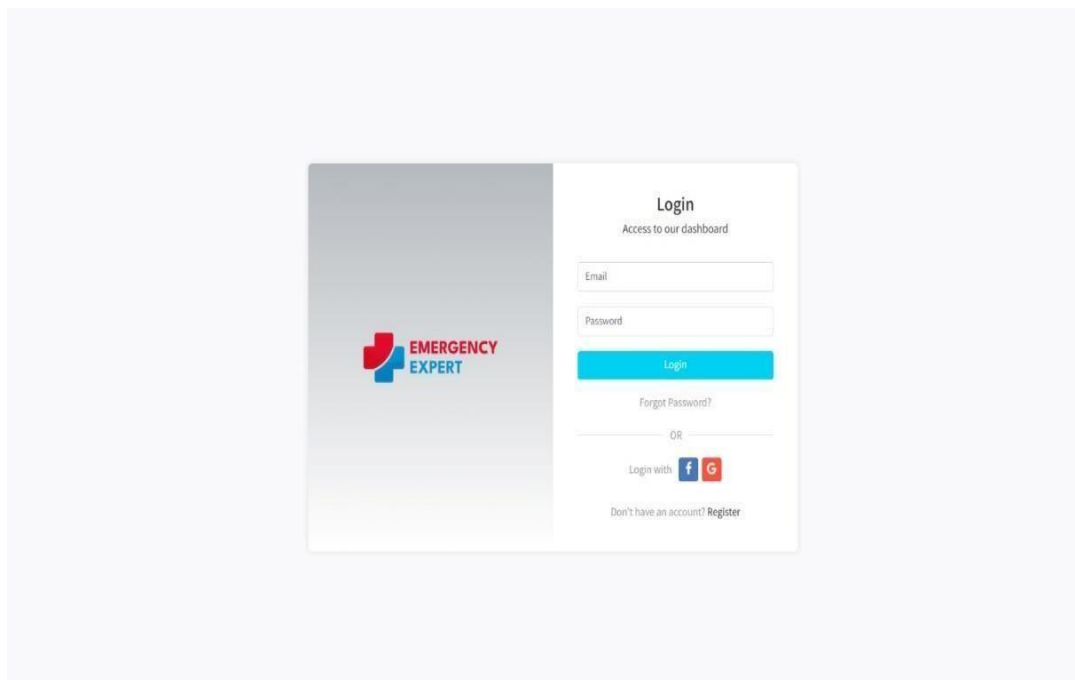 EMERGENCY
EXPERT
Login
Access to our dashboard
Email
Password
Login
Forgot Password?
OR
Login with f G
Don't have an account? Register